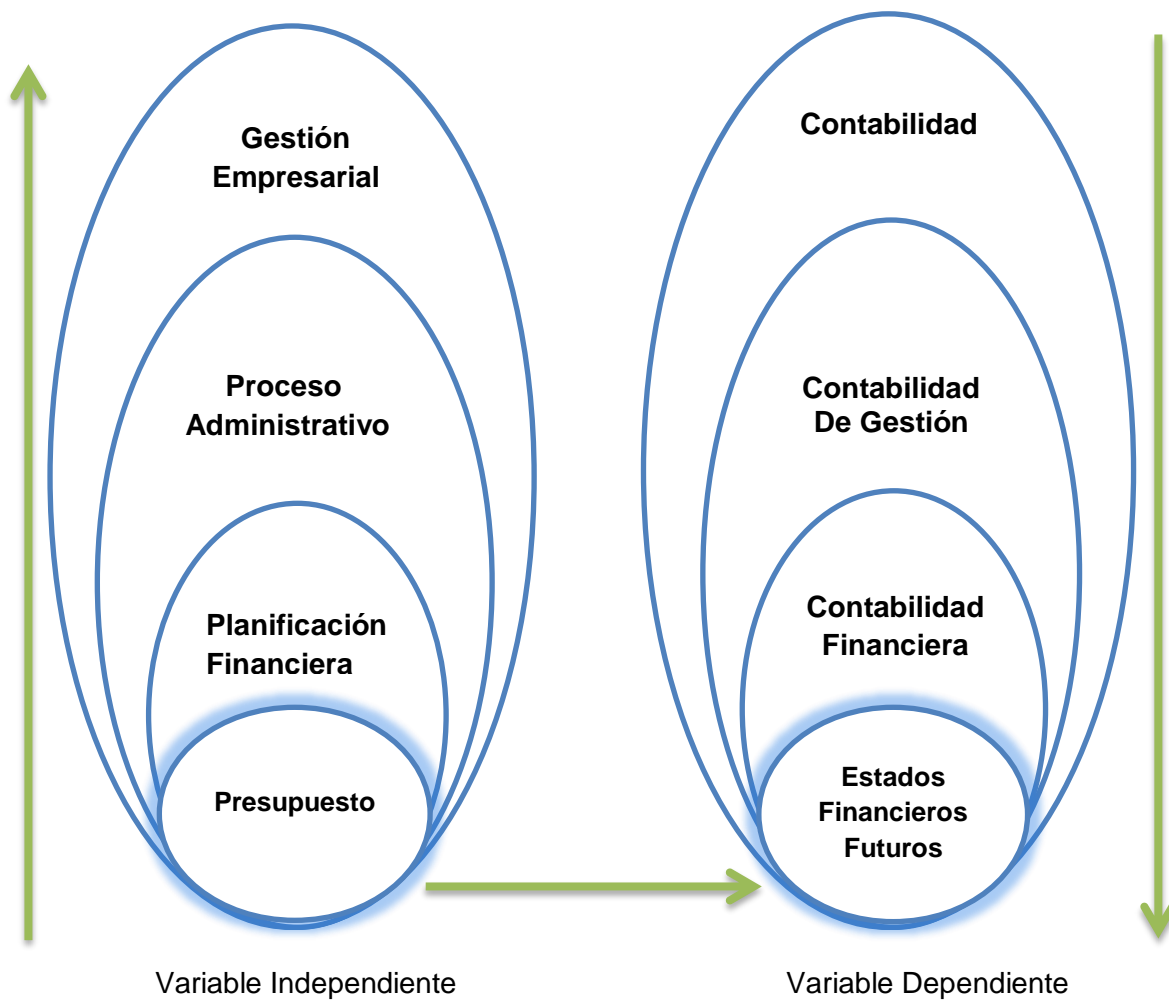 Gestión
Empresarial
Proceso
Administrativo
Planificación
Financiera
Presupuesto
Variable Independiente
Contabilidad
Contabilidad
De Gestión
Contabilidad
Financiera
Estados
Financieros
Futuros
Variable Dependiente